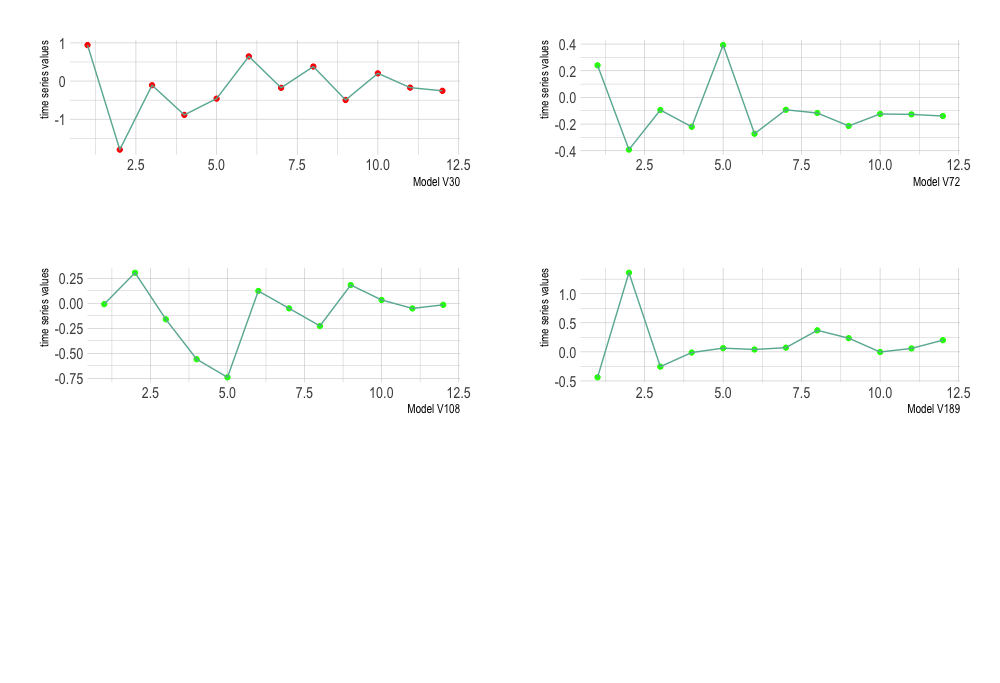 time series values
1
0
-1
2.5 5.0 7.5 10.0 12.5
Model V30
time series values
0.4
0.2
0.0
-0.2
-0.4
2.5 5.0 7.5 10.0 12.5
Model V72
time series values
0.25
0.00
-0.25
-0.50
-0.75
2.5 5.0 7.5 10.0 12.5
Model V108
time series values
1.0
0.5
0.0
-0.5
2.5 5.0 7.5 10.0 12.5
Model V189